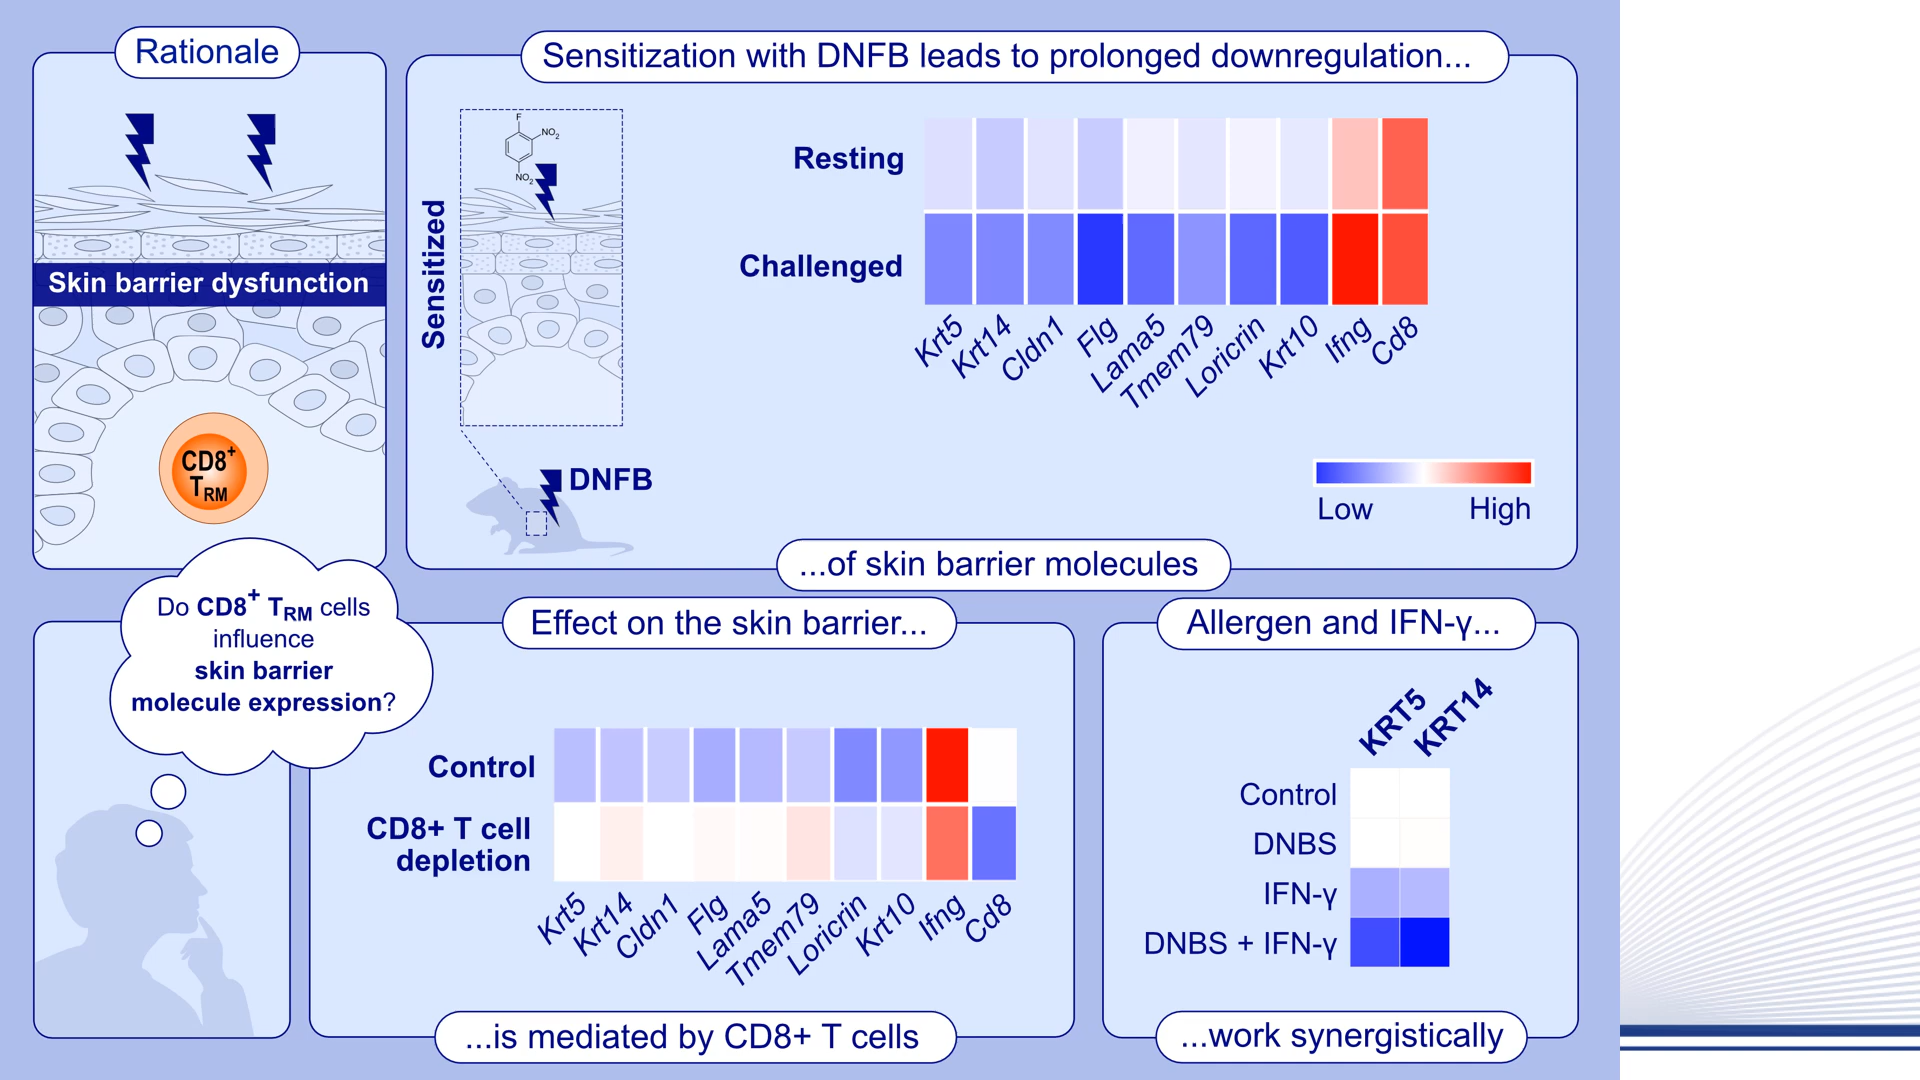 Rationale
Skin barrier dysfunction
CD8+
TRM
Do CD8+ TRM cells
influence
skin barrier
molecule expression?
Sensitization with DNFB leads to prolonged downregulation...
Sensitized
F
NO2
NO2
DNFB
Resting
Challenged
Krt5
Krt14
Cldn1
Flg
Lama5
Tmem79
Loricrin
Krt10
Ifng
Cd8
Low
High
...of skin barrier molecules
Effect on the skin barrier...
Control
CD8+ T cell
depletion
Krt5
Krt14
Cldn1
Flg
Lama5
Tmem79
Loricrin
Krt10
Ifng
Cd8
...is mediated by CD8+ T cells
Allergen and IFN-γ...
KRT5
KRT14
Control
DNBS
IFN-γ
DNBS + IFN-γ
...work synergistically